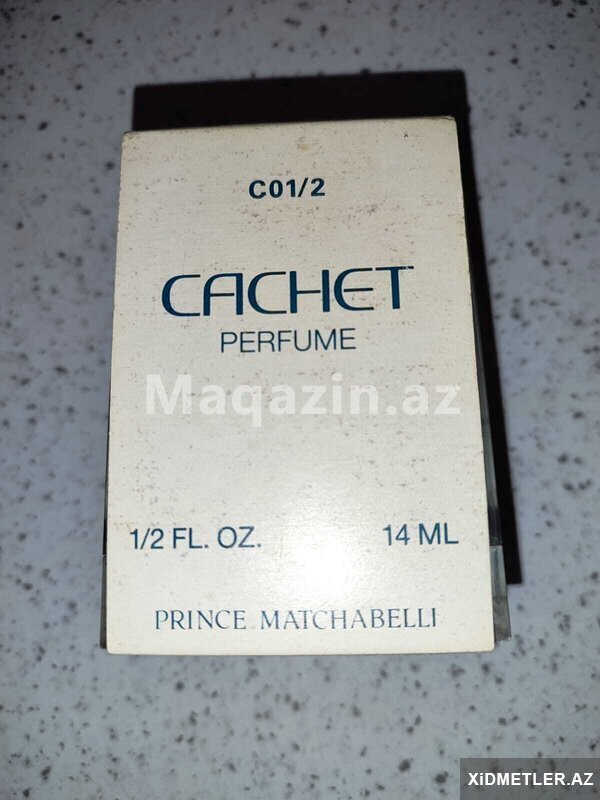 C01/2
CACHET
PERFUME
Maqazin.az
1/2 FL. OZ. 14 ML
PRINCE MATCHABELLI
XiDMETLER.AZ